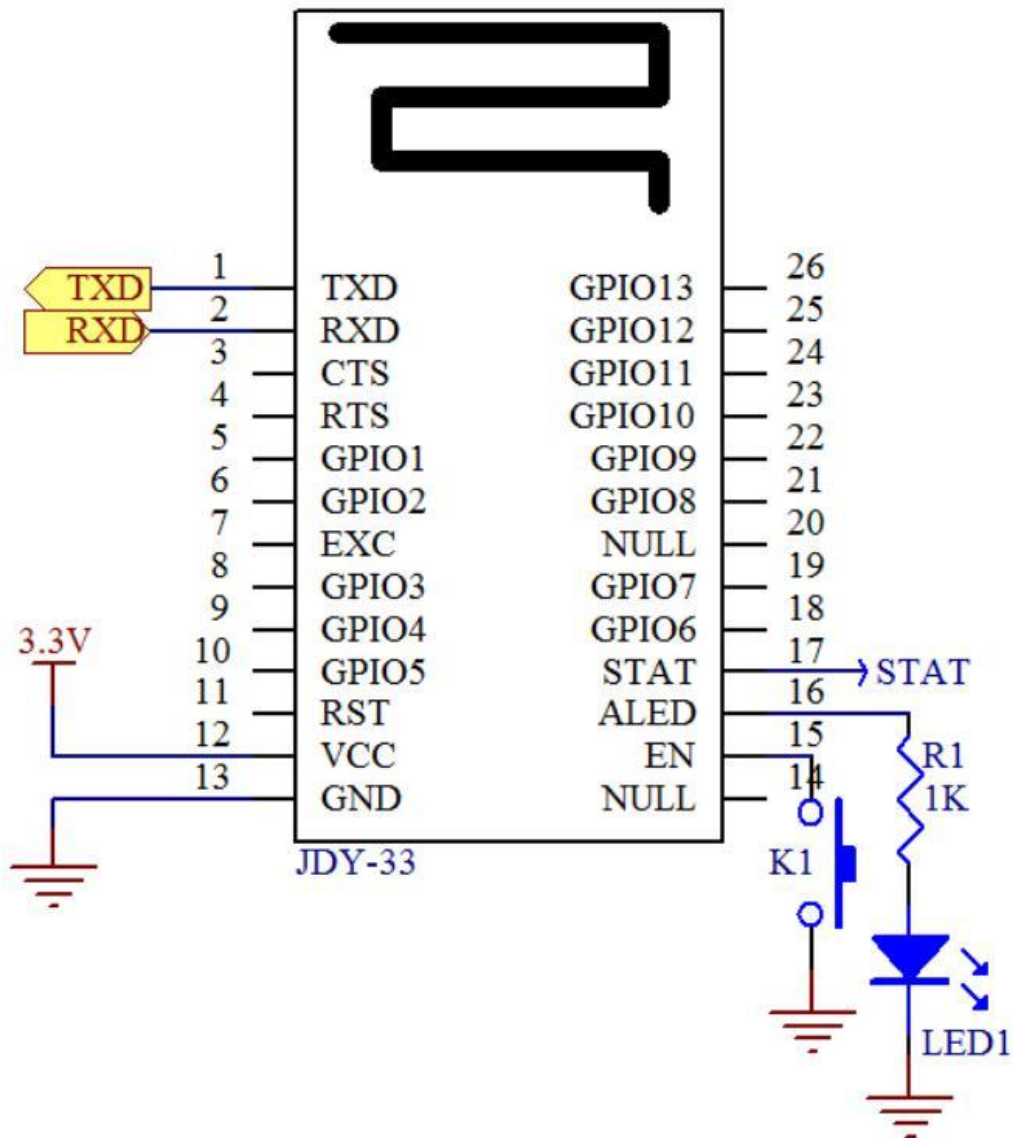 TXD 1 TXD GPIO13 26
RXD 2 RXD GPIO12 25
3 CTS GPIO11 24
4 RTS GPIO10 23
5 GPIO1 GPIO9 22
6 GPIO2 GPIO8 21
7 EXC NULL 20
8 GPIO3 GPIO7 19
9 GPIO4 GPIO6 18
3.3V 10 GPIO5 STAT 17 STAT
11 RST ALED 16
12 VCC EN 15 R1
13 GND NULL 14 1K
JDY-33 K1
LED1